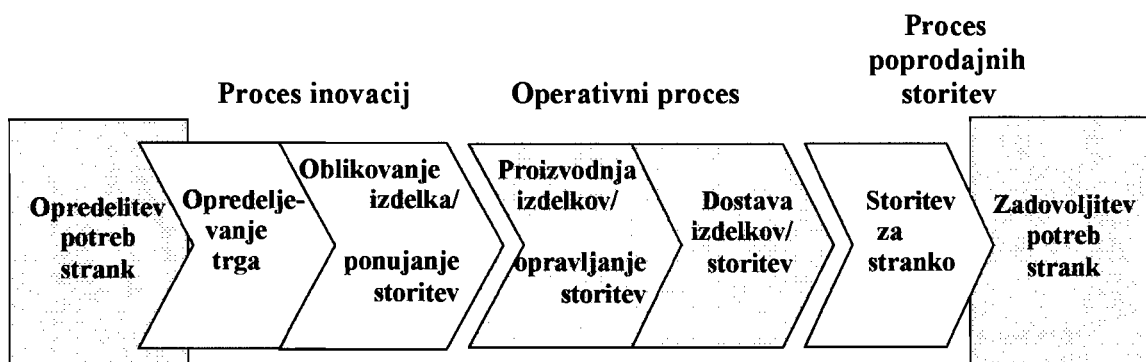 Proces inovacij
Operativni proces
Proces
poprodajnih
storitev
Opredelitev
potreb
strank
Opredelje-
vanje
trga
Oblikovanje
izdelka/
ponujanje
storitev
Proizvodnja
izdelkov/
opravljanje
storitev
Dostava
izdelkov/
storitev
Storitev
za
stranko
Zadovoljitev
potreb
strank